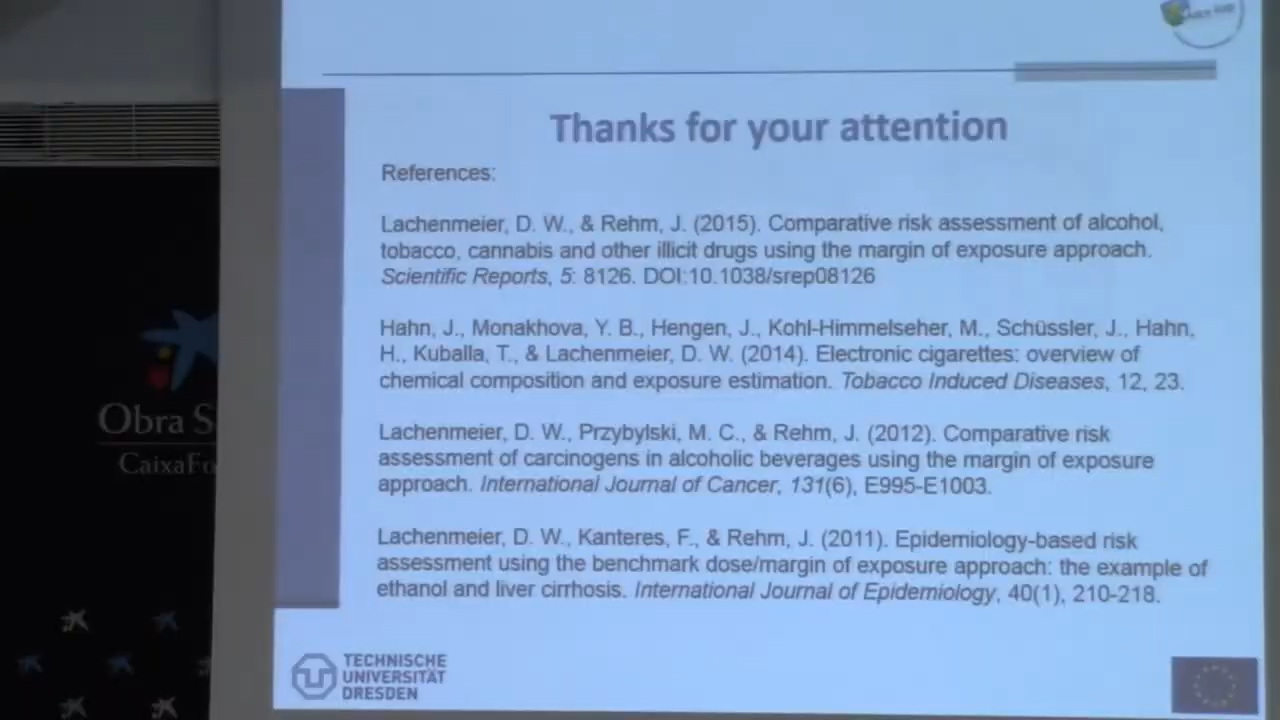 Thanks for your attention
References:
Lachenmeier, D. W., & Rehm, J. (2015). Comparative risk assessment of alcohol,
tobacco, cannabis and other illicit drugs using the margin of exposure approach.
Scientific Reports, 5: 8126. DOI:10.1038/srep08126
Hahn, J., Monakhova, Y. B., Hengen, J., Kohl-Himmelseher, M., Schüssler, J., Hahn,
H., Kuballa, T., & Lachenmeier, D. W. (2014). Electronic cigarettes: overview of
chemical composition and exposure estimation. Tobacco Induced Diseases, 12, 23.
Lachenmeier, D. W., Przybylski, M. C., & Rehm, J. (2012). Comparative risk
assessment of carcinogens in alcoholic beverages using the margin of exposure
approach. International Journal of Cancer, 131(6), E995-E1003.
Lachenmeier, D. W., Kanteres, F., & Rehm, J. (2011). Epidemiology-based risk
assessment using the benchmark dose/margin of exposure approach: the example of
ethanol and liver cirrhosis. International Journal of Epidemiology, 40(1), 210-218.
TECHNISCHE
UNIVERSITÄT
DRESDEN
Obra S
CaixaFo